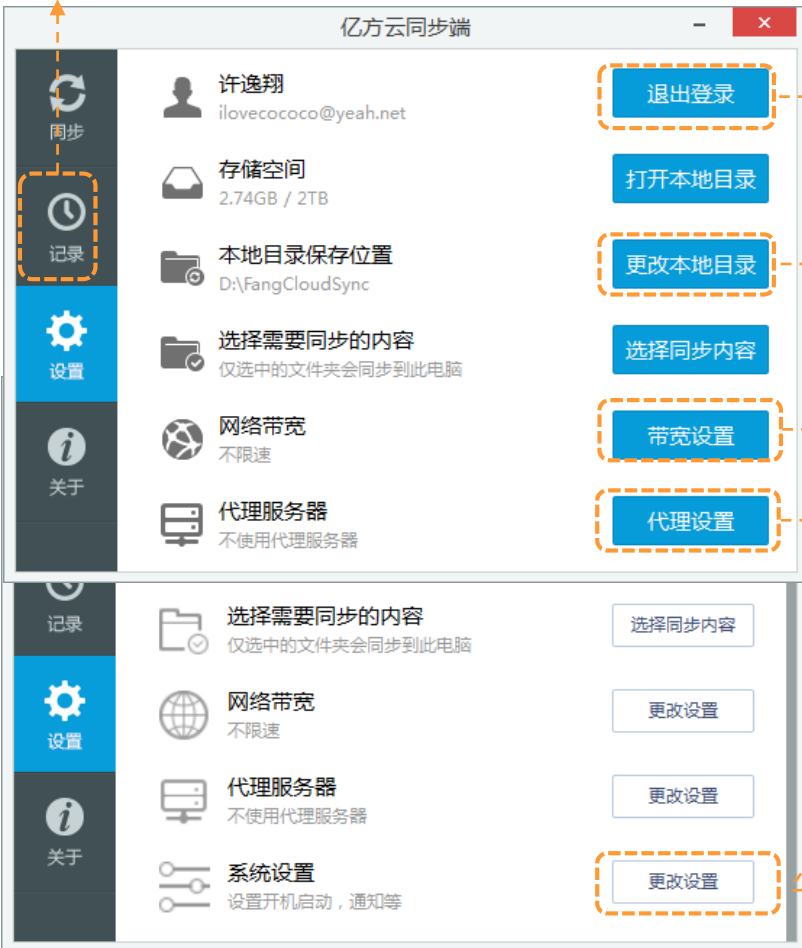 亿方云同步端
同步
许逸翔
ilovecococo@yeah.net
退出登录
存储空间
2.74GB / 2TB
打开本地目录
记录
本地目录保存位置
D:\FangCloudSync
更改本地目录
设置
选择需要同步的内容
仅选中的文件夹会同步到此电脑
选择同步内容
关于
网络带宽
不限速
带宽设置
代理服务器
不使用代理服务器
代理设置
记录
选择需要同步的内容
仅选中的文件夹会同步到此电脑
选择同步内容
设置
网络带宽
不限速
更改设置
关于
代理服务器
不使用代理服务器
更改设置
系统设置
设置开机启动，通知等
更改设置